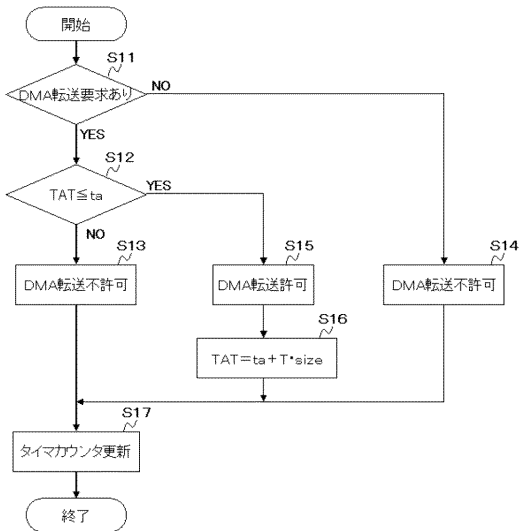 開始
S11
DMA転送要求あり
NO
YES
S12
TAT≦ta
YES
NO
S13
DMA転送不許可
S15
DMA転送許可
S14
DMA転送不許可
S16
TAT=ta+T・size
S17
タイマカウンタ更新
終了